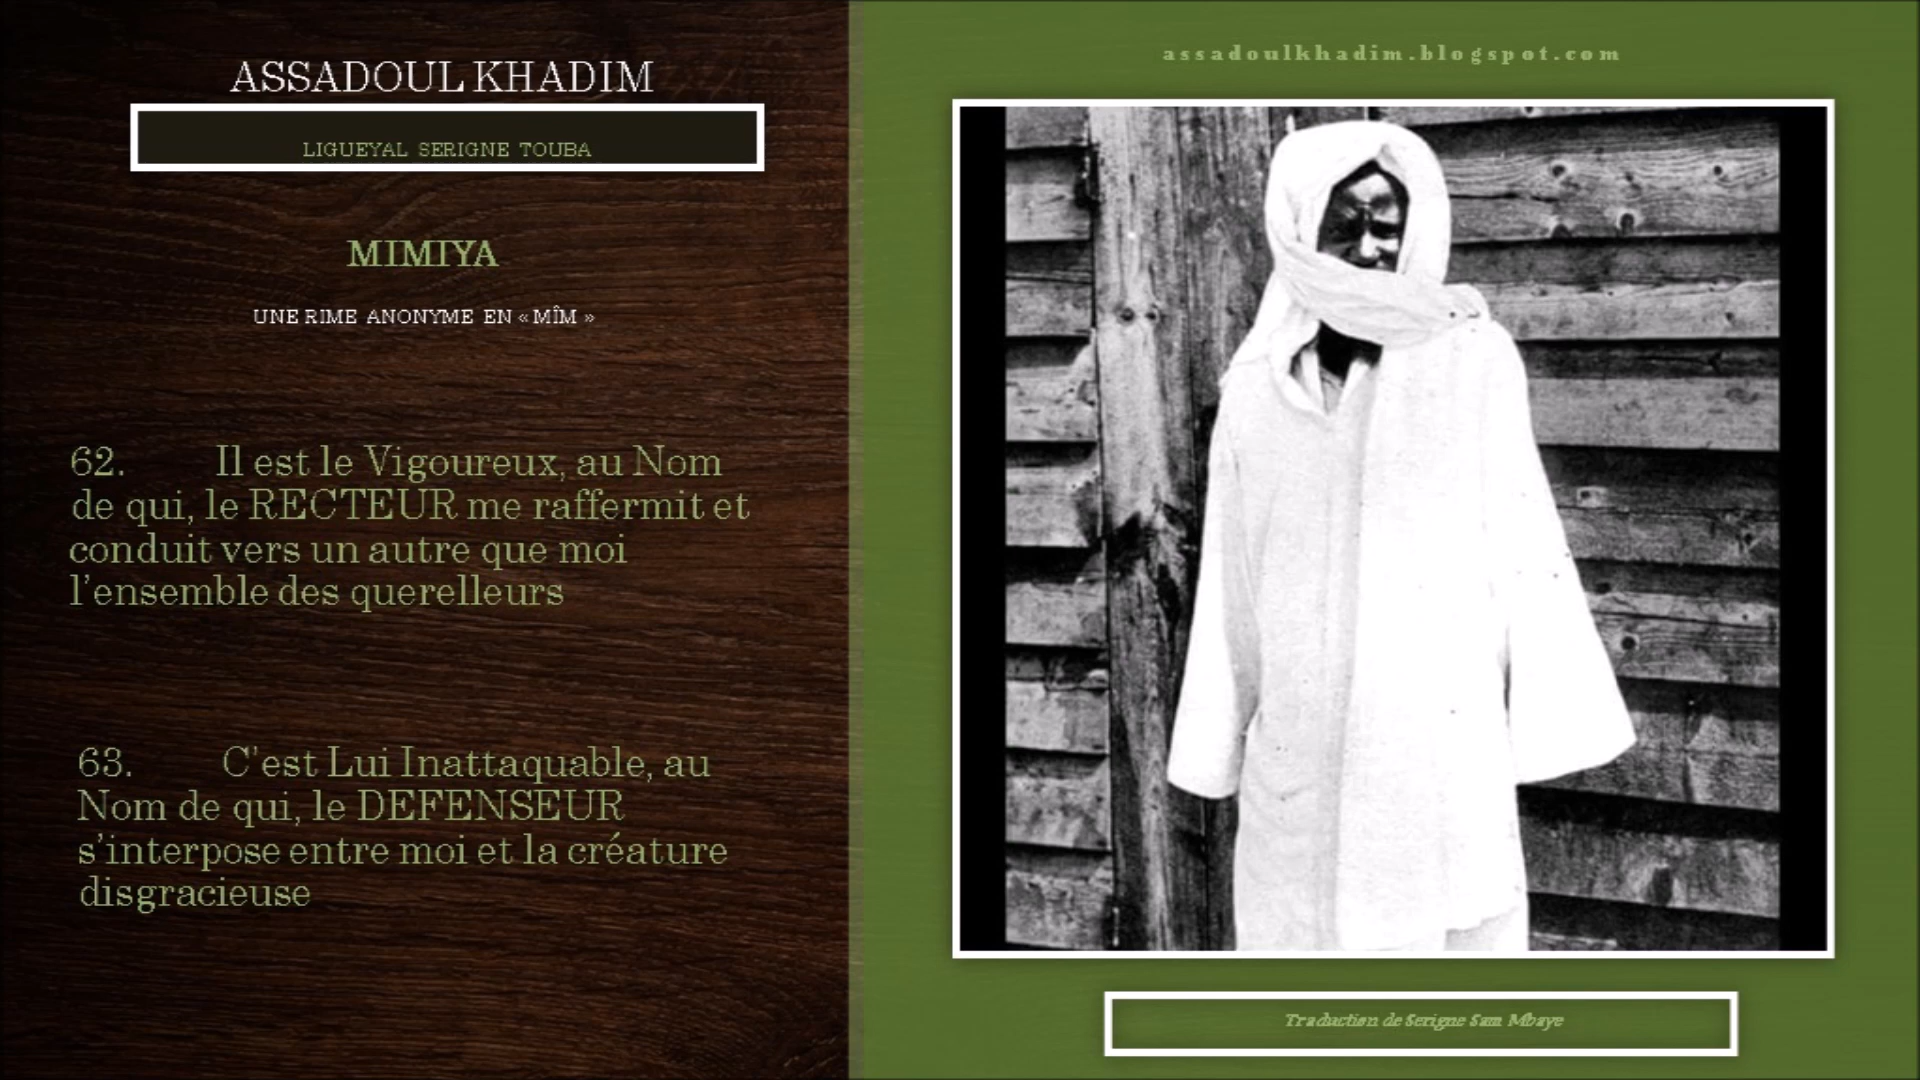 ASSADOUL KHADIM
LIGUEYAL SERIGNE TOUBA
MIMIYA
UNE RIME ANONYME EN « MÎM »
62. Il est le Vigoureux, au Nom
de qui, le RECTEUR me raffermit et
conduit vers un autre que moi
l’ensemble des querelleurs
63. C’est Lui Inattaquable, au
Nom de qui, le DEFENSEUR
s’interpose entre moi et la créature
disgracieuse
assadoulkhadim.blogspot.com
Traduction de Serigne Sam Mbaye